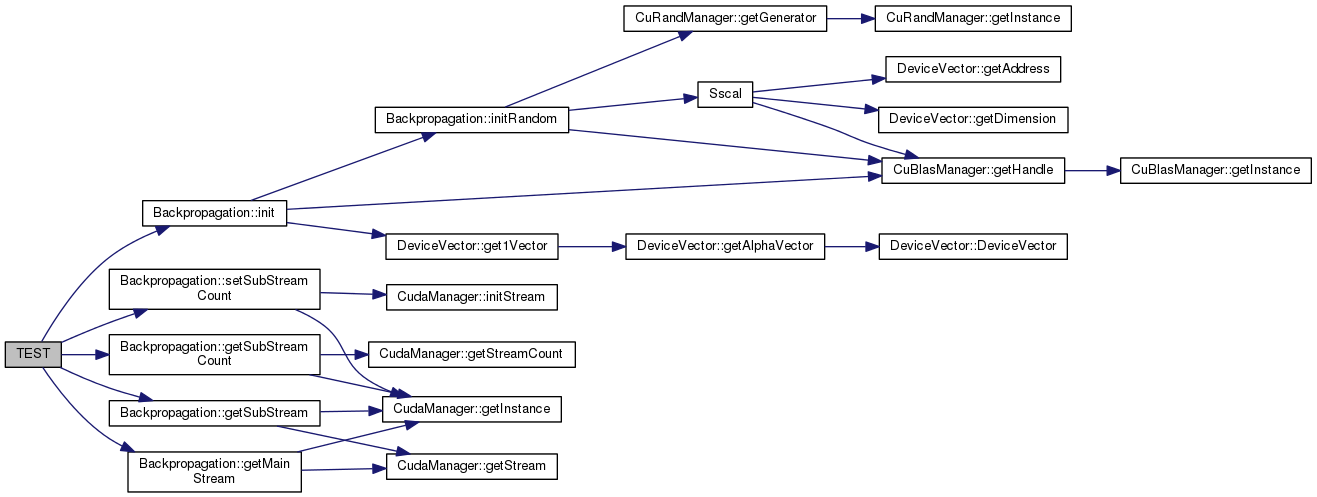 CuRandManager::getGenerator
CuRandManager::getInstance
DeviceVector::getAddress
Sscal
Backpropagation::initRandom
DeviceVector::getDimension
CuBlasManager::getHandle
CuBlasManager::getInstance
Backpropagation::init
DeviceVector::get1Vector
DeviceVector::getAlphaVector
DeviceVector::DeviceVector
Backpropagation::setSubStream
Count
CudaManager::initStream
TEST
Backpropagation::getSubStream
Count
CudaManager::getStreamCount
Backpropagation::getSubStream
CudaManager::getInstance
Backpropagation::getMain
Stream
CudaManager::getStream